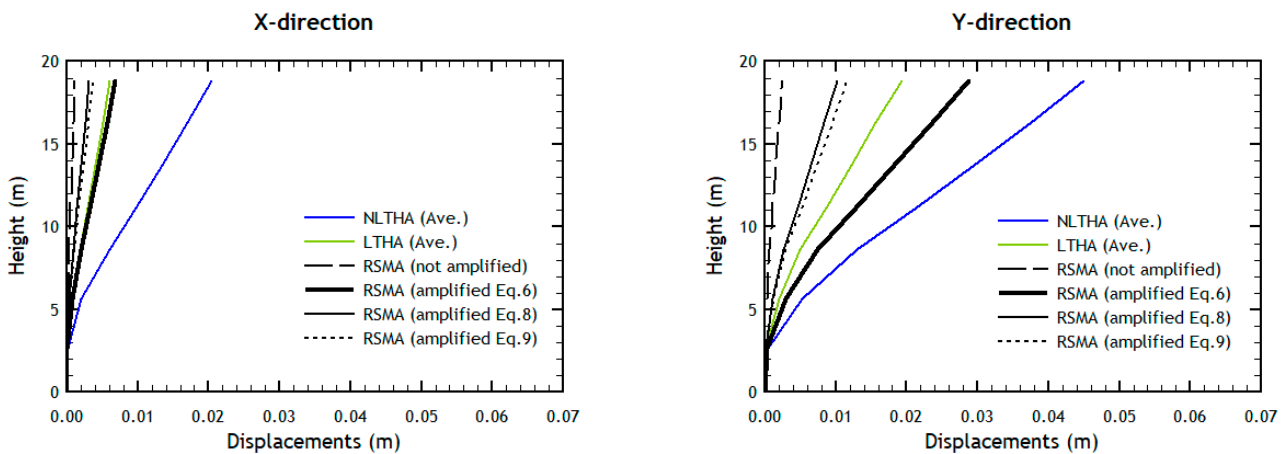 X-direction
20
15
10
5
0
Height (m)
NLTHA (Ave.)
LTHA (Ave.)
RSMA (not amplified)
RSMA (amplified Eq.6)
RSMA (amplified Eq.8)
RSMA (amplified Eq.9)
0.00 0.01 0.02 0.03 0.04 0.05 0.06 0.07
Displacements (m)
Y-direction
20
15
10
5
0
Height (m)
NLTHA (Ave.)
LTHA (Ave.)
RSMA (not amplified)
RSMA (amplified Eq.6)
RSMA (amplified Eq.8)
RSMA (amplified Eq.9)
0.00 0.01 0.02 0.03 0.04 0.05 0.06 0.07
Displacements (m)